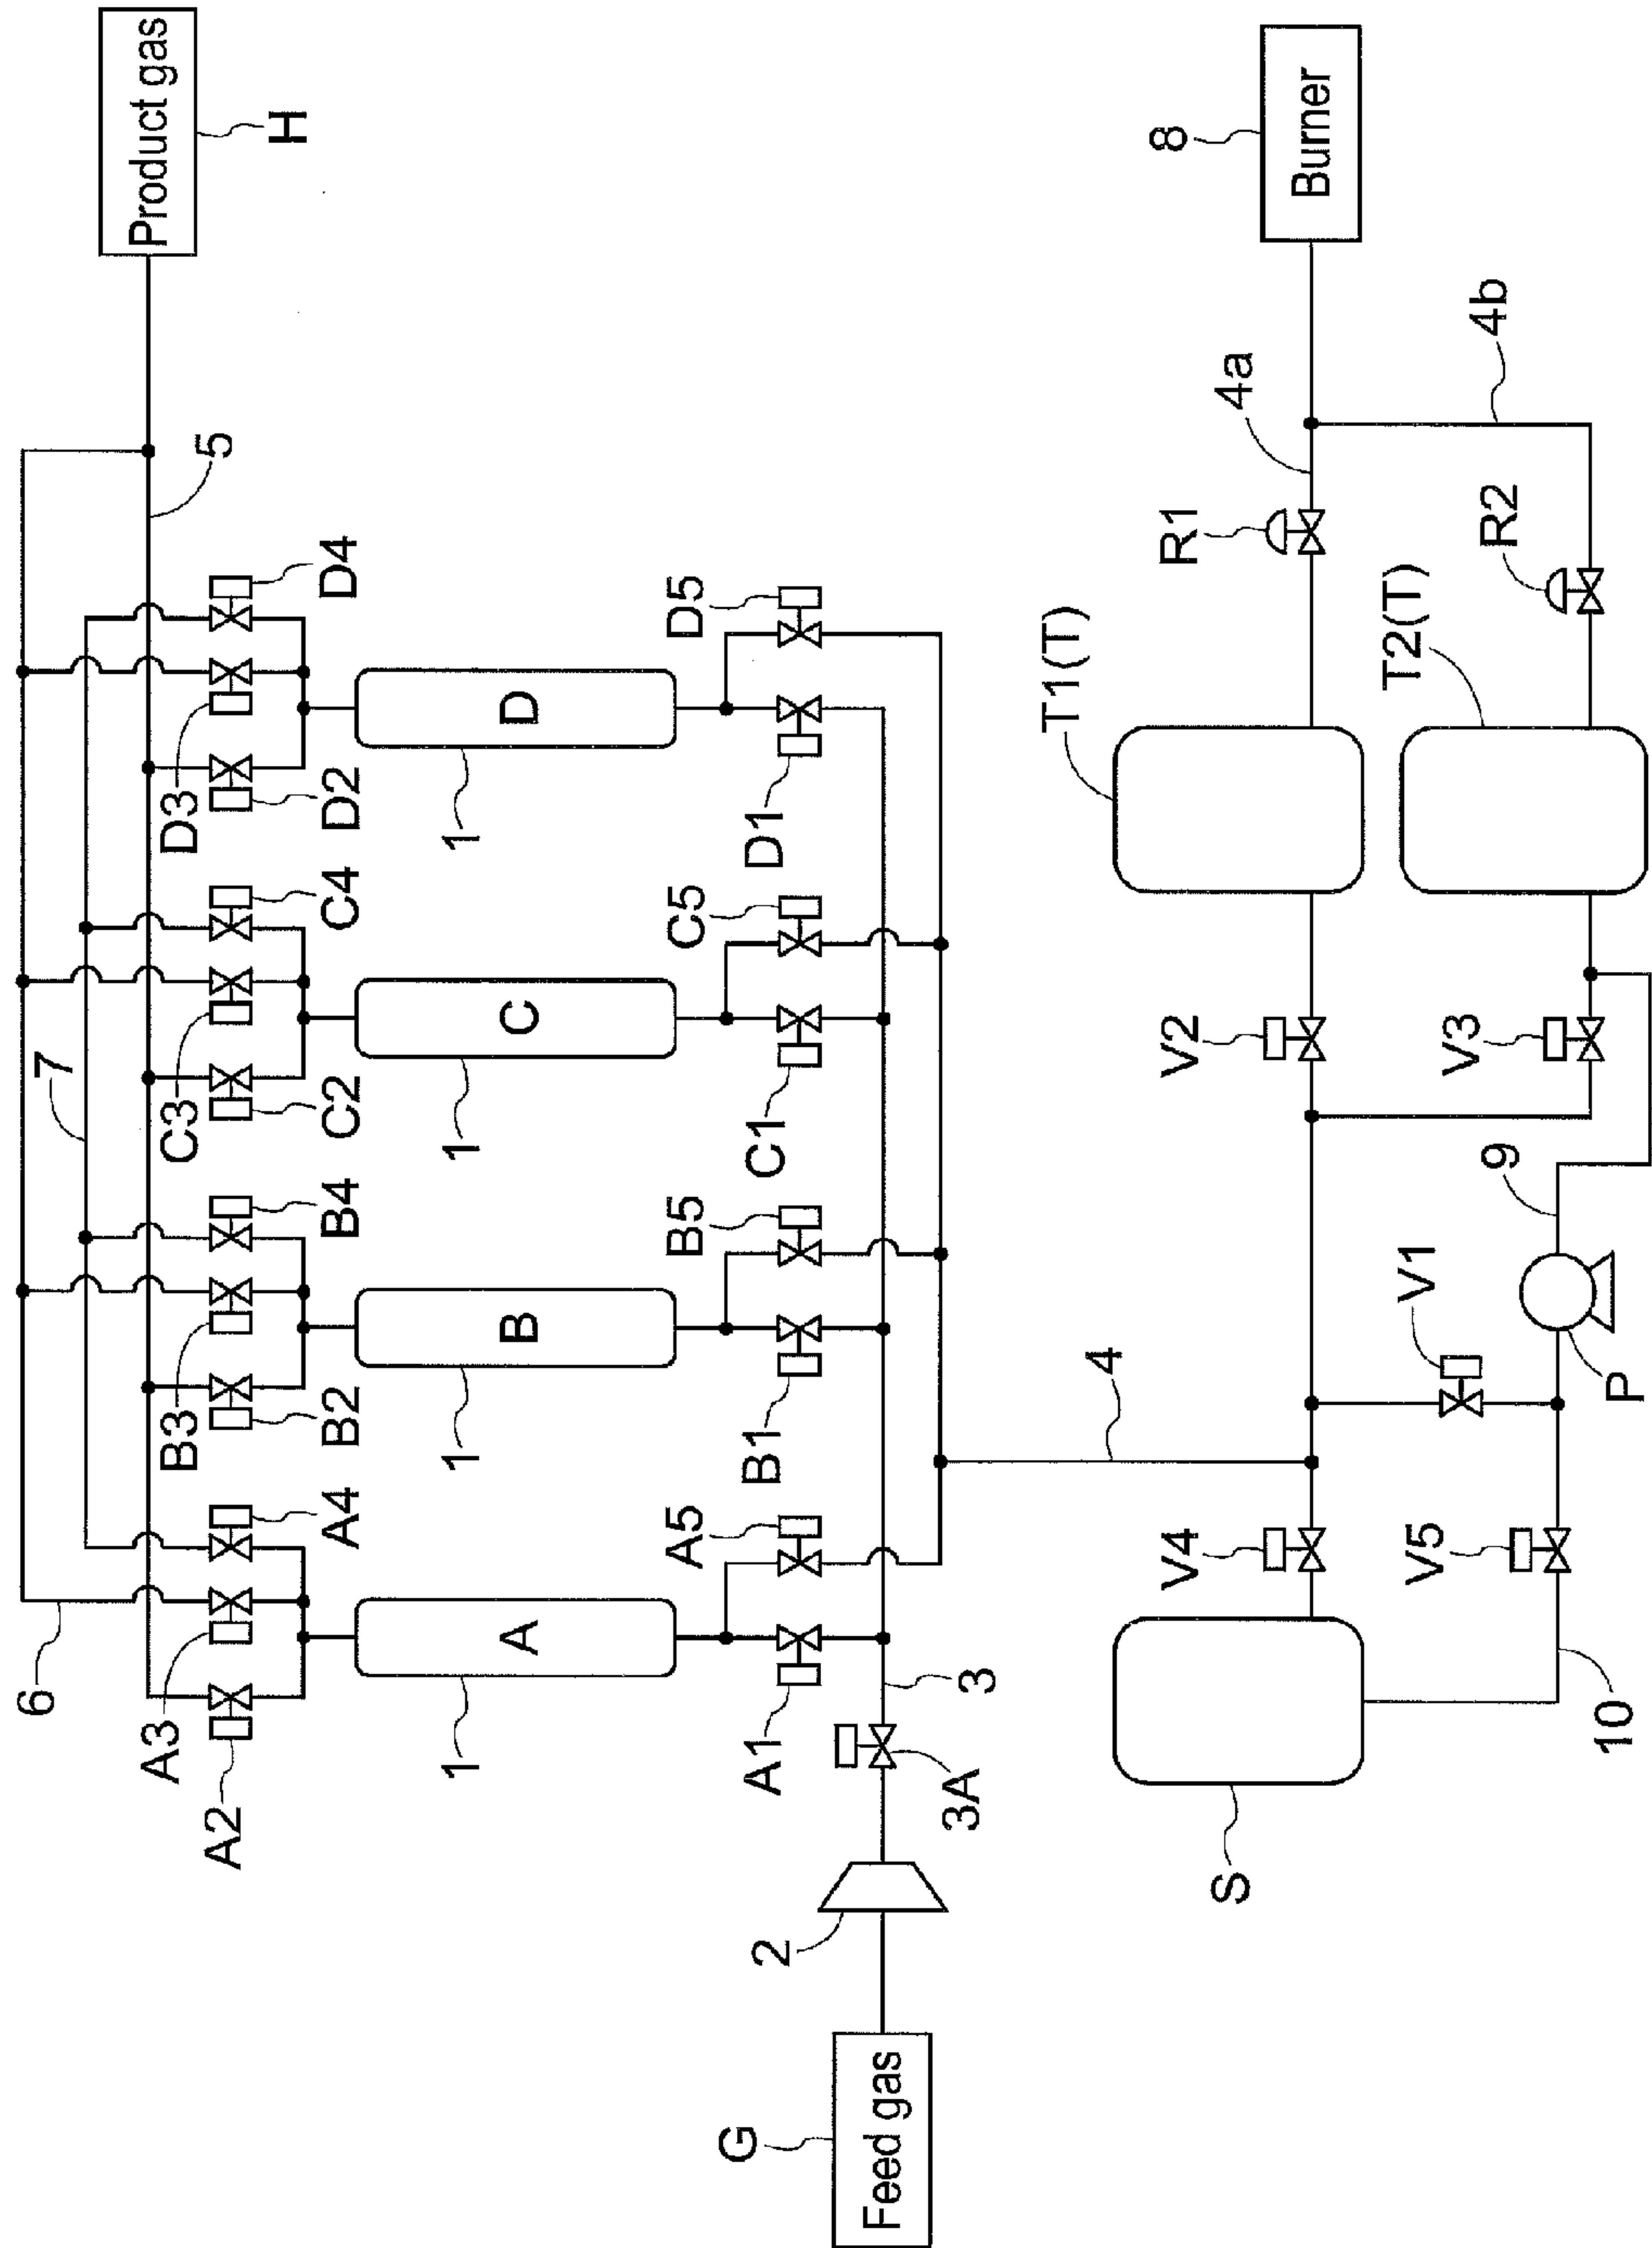 Product gas
H
6
7
5
A3
A4
B3
B4
C3
C4
D3
D4
A2
B2
C2
D2
A
B
C
D
1
1
1
1
A5
B5
C5
D5
A1
B1
C1
D1
Feed gas
G
2
3A
3
4
S
V4
V2
T1(T)
R1
4a
8
Burner
V5
V1
9
V3
T2(T)
R2
4b
10
P